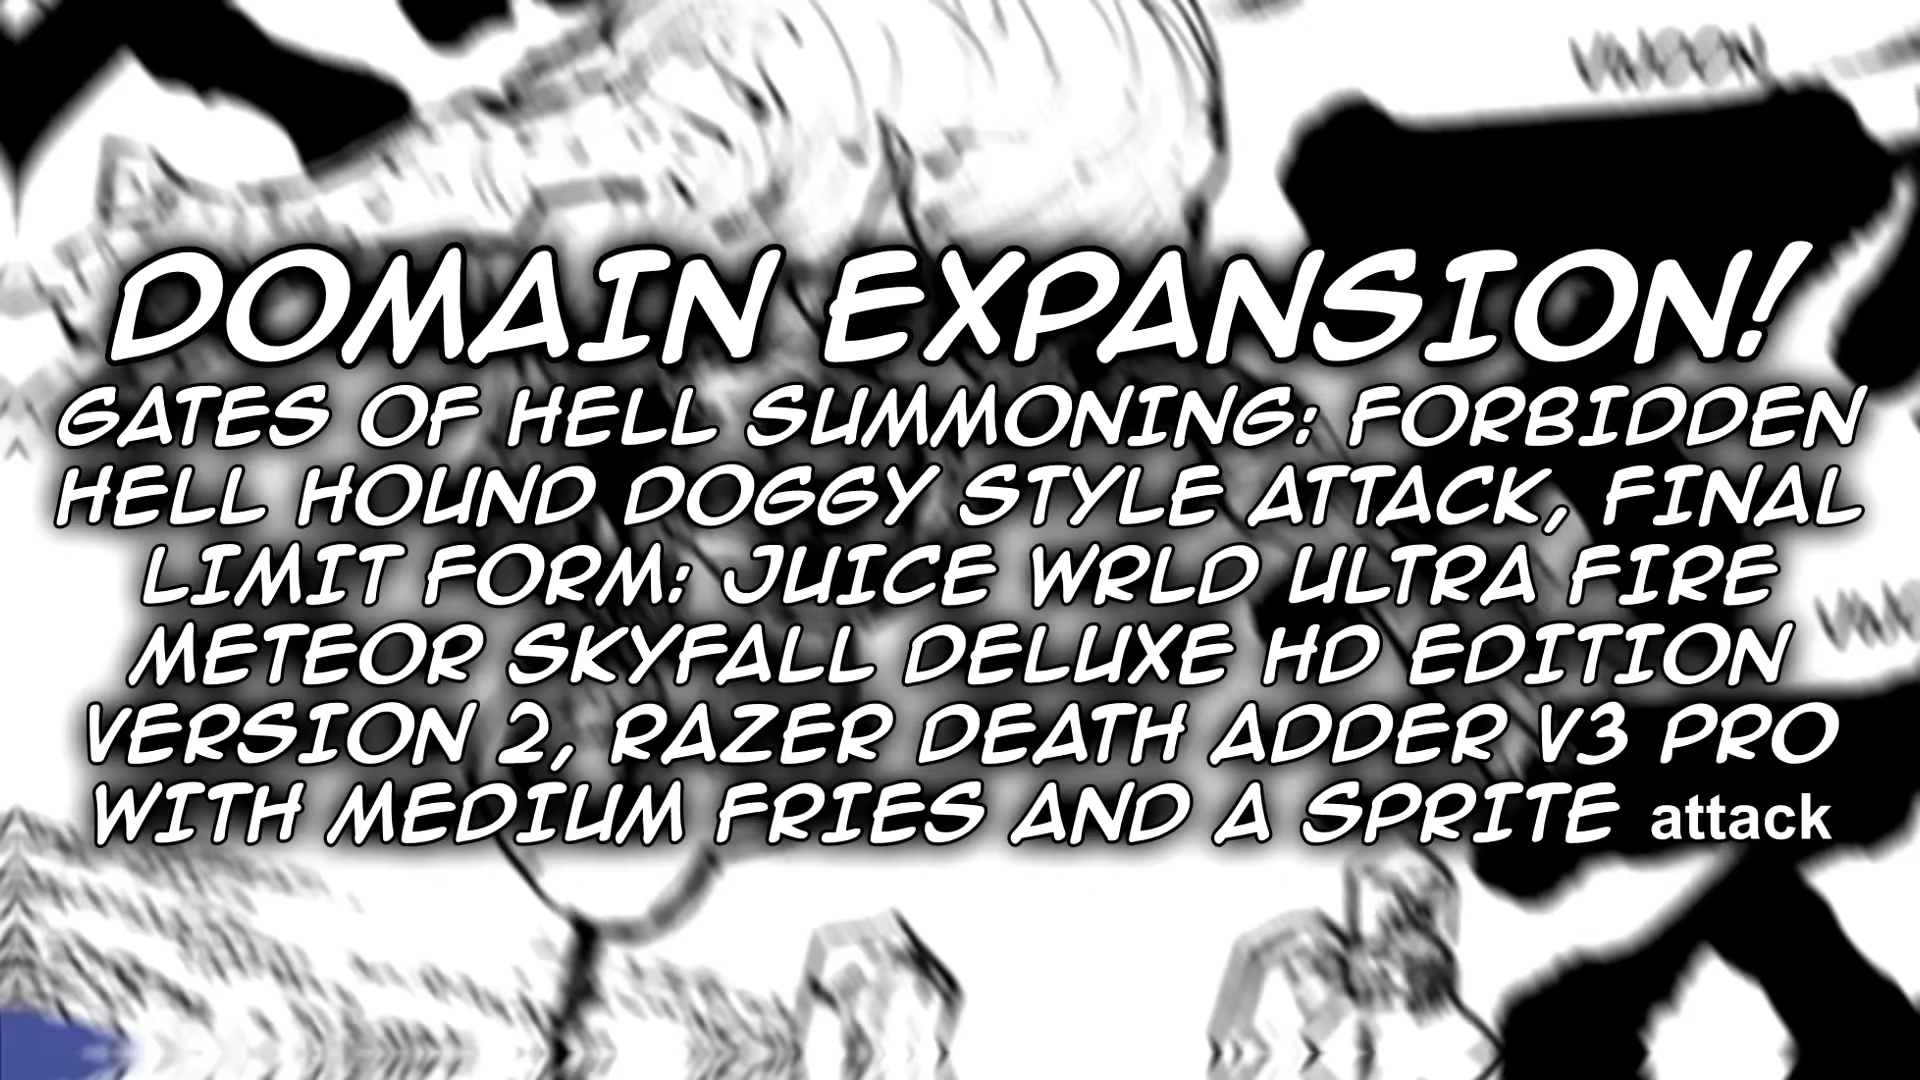 DOMAIN EXPANSION!
GATES OF HELL SUMMONING: FORBIDDEN
HELL HOUND DOGGY STYLE ATTACK, FINAL
LIMIT FORM: JUICE WRLD ULTRA FIRE
METEOR SKYFALL DELUXE HD EDITION
VERSION 2, RAZER DEATH ADDER V3 PRO
WITH MEDIUM FRIES AND A SPRITE attack